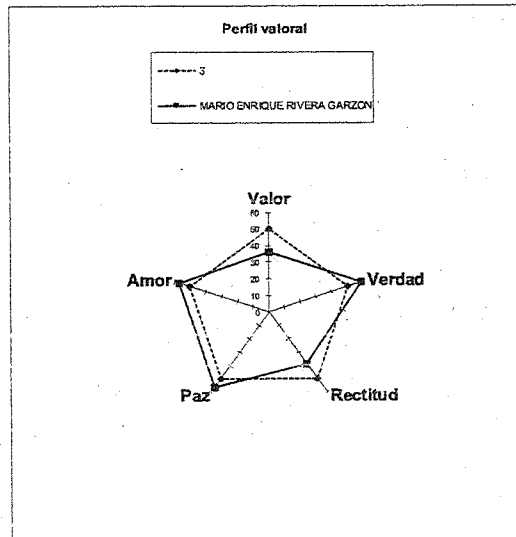 Perfil valoral
3
MARIO ENRIQUE RIVERA GARZON
Valor
60
50
40
30
20
10
0
Amor
Verdad
Paz
Rectitud